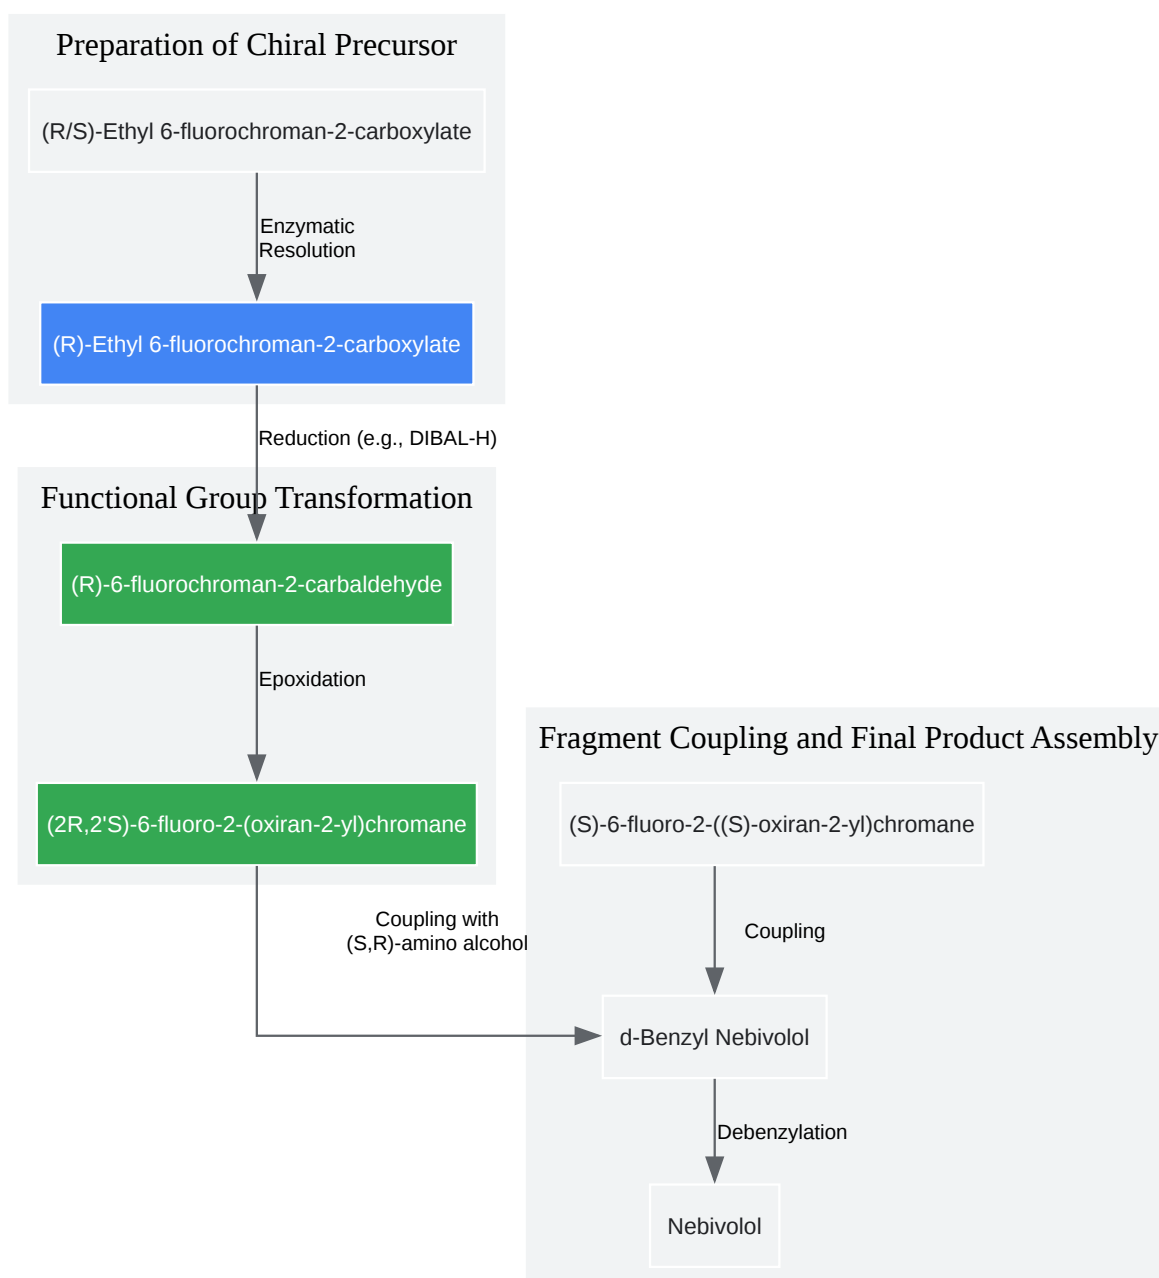 Preparation of Chiral Precursor
(R/S)-Ethyl 6-fluorochroman-2-carboxylate
Enzymatic
Resolution
(R)-Ethyl 6-fluorochroman-2-carboxylate
Reduction (e.g., DIBAL-H)
Functional Group Transformation
(R)-6-fluorochroman-2-carbaldehyde
Epoxidation
(2R,2'S)-6-fluoro-2-(oxiran-2-yl)chromane
Coupling with
(S,R)-amino alcohol
Fragment Coupling and Final Product Assembly
(S)-6-fluoro-2-((S)-oxiran-2-yl)chromane
Coupling
d-Benzyl Nebivolol
Debenzylation
Nebivolol